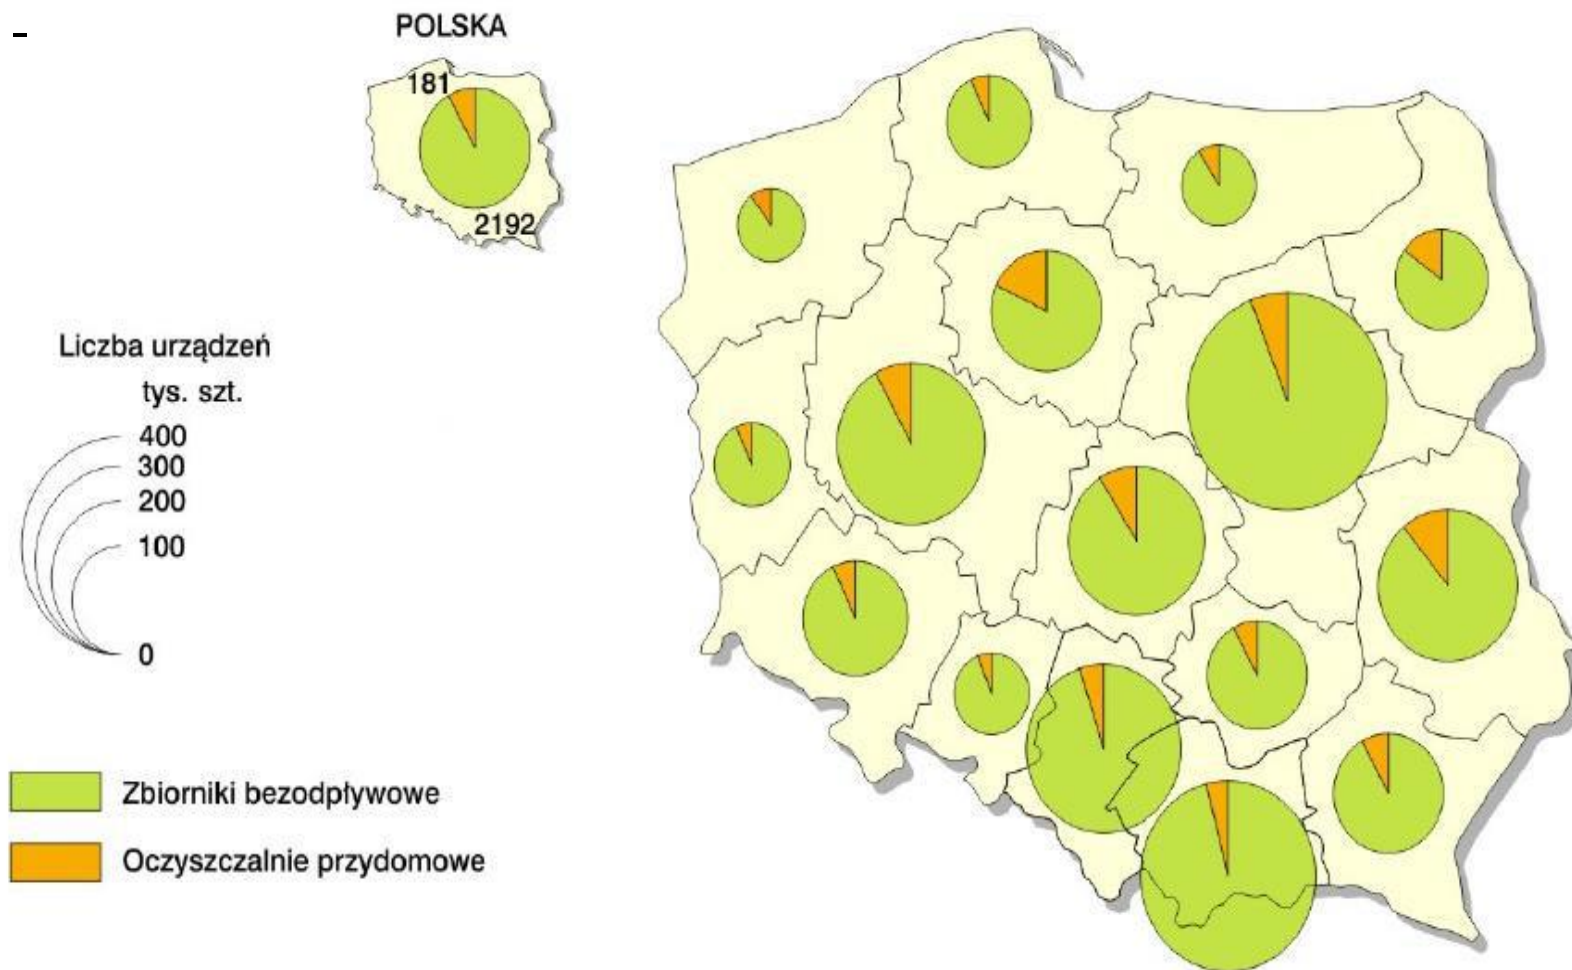 -
POLSKA
181
2192
Liczba urządzeń
tys. szt.
400
300
200
100
0
Zbiorniki bezodpływowe
Oczyszczalnie przydomowe